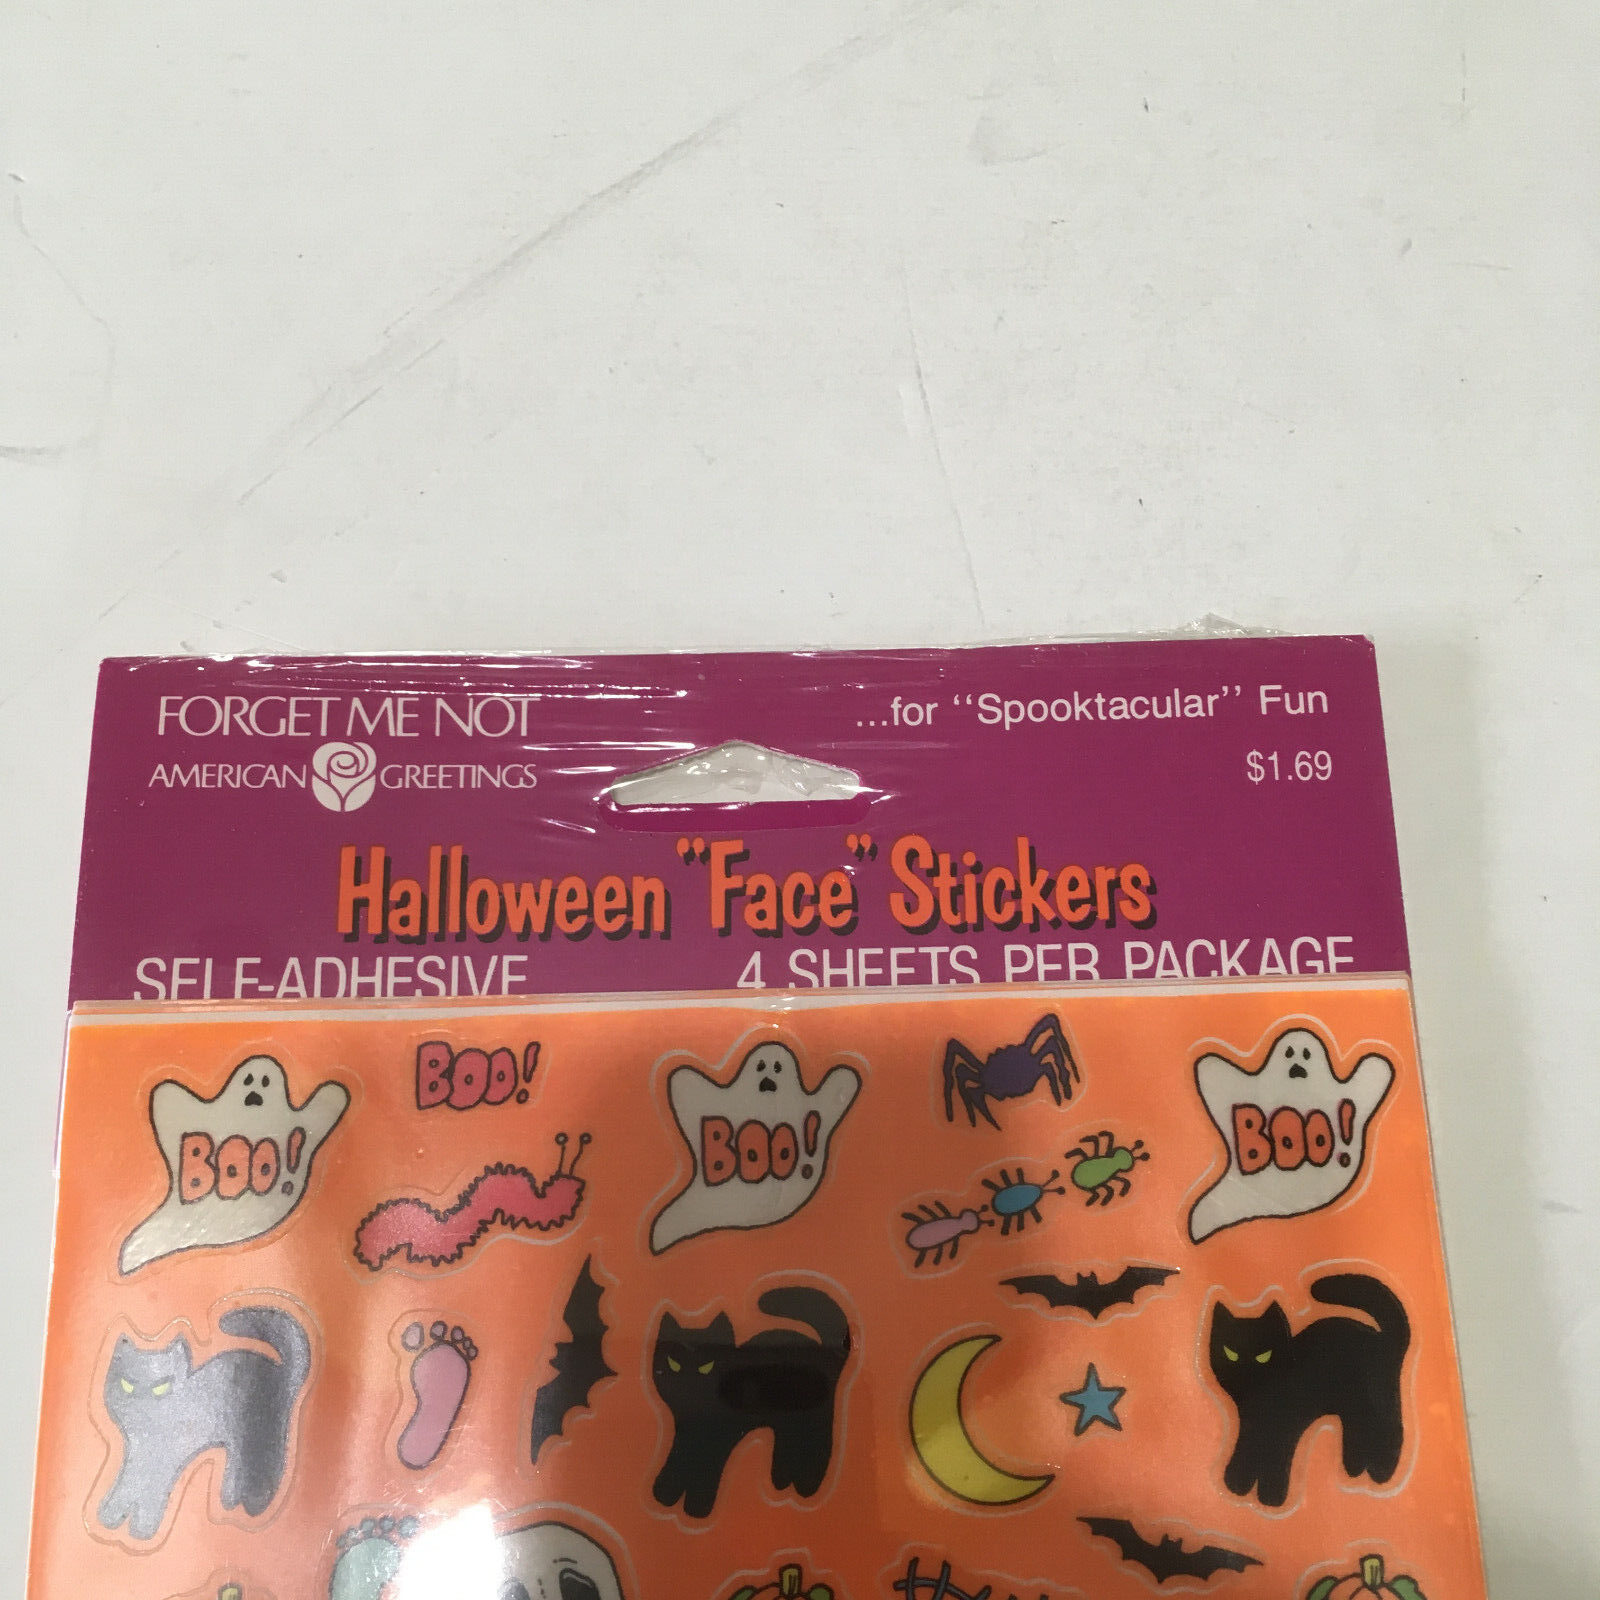 FORGET ME NOT
AMERICAN GREETINGS
...for "Spooktacular" Fun
$1.69
Halloween "Face" Stickers
SELF-ADHESIVE
4 SHEETS PER PACKAGE
BOO!
BOO!
BOO!
BOO!